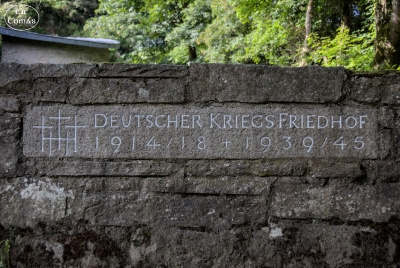 DEUTSCHER KRIEGSFRIEDHOF
1914/18 + 1939/45